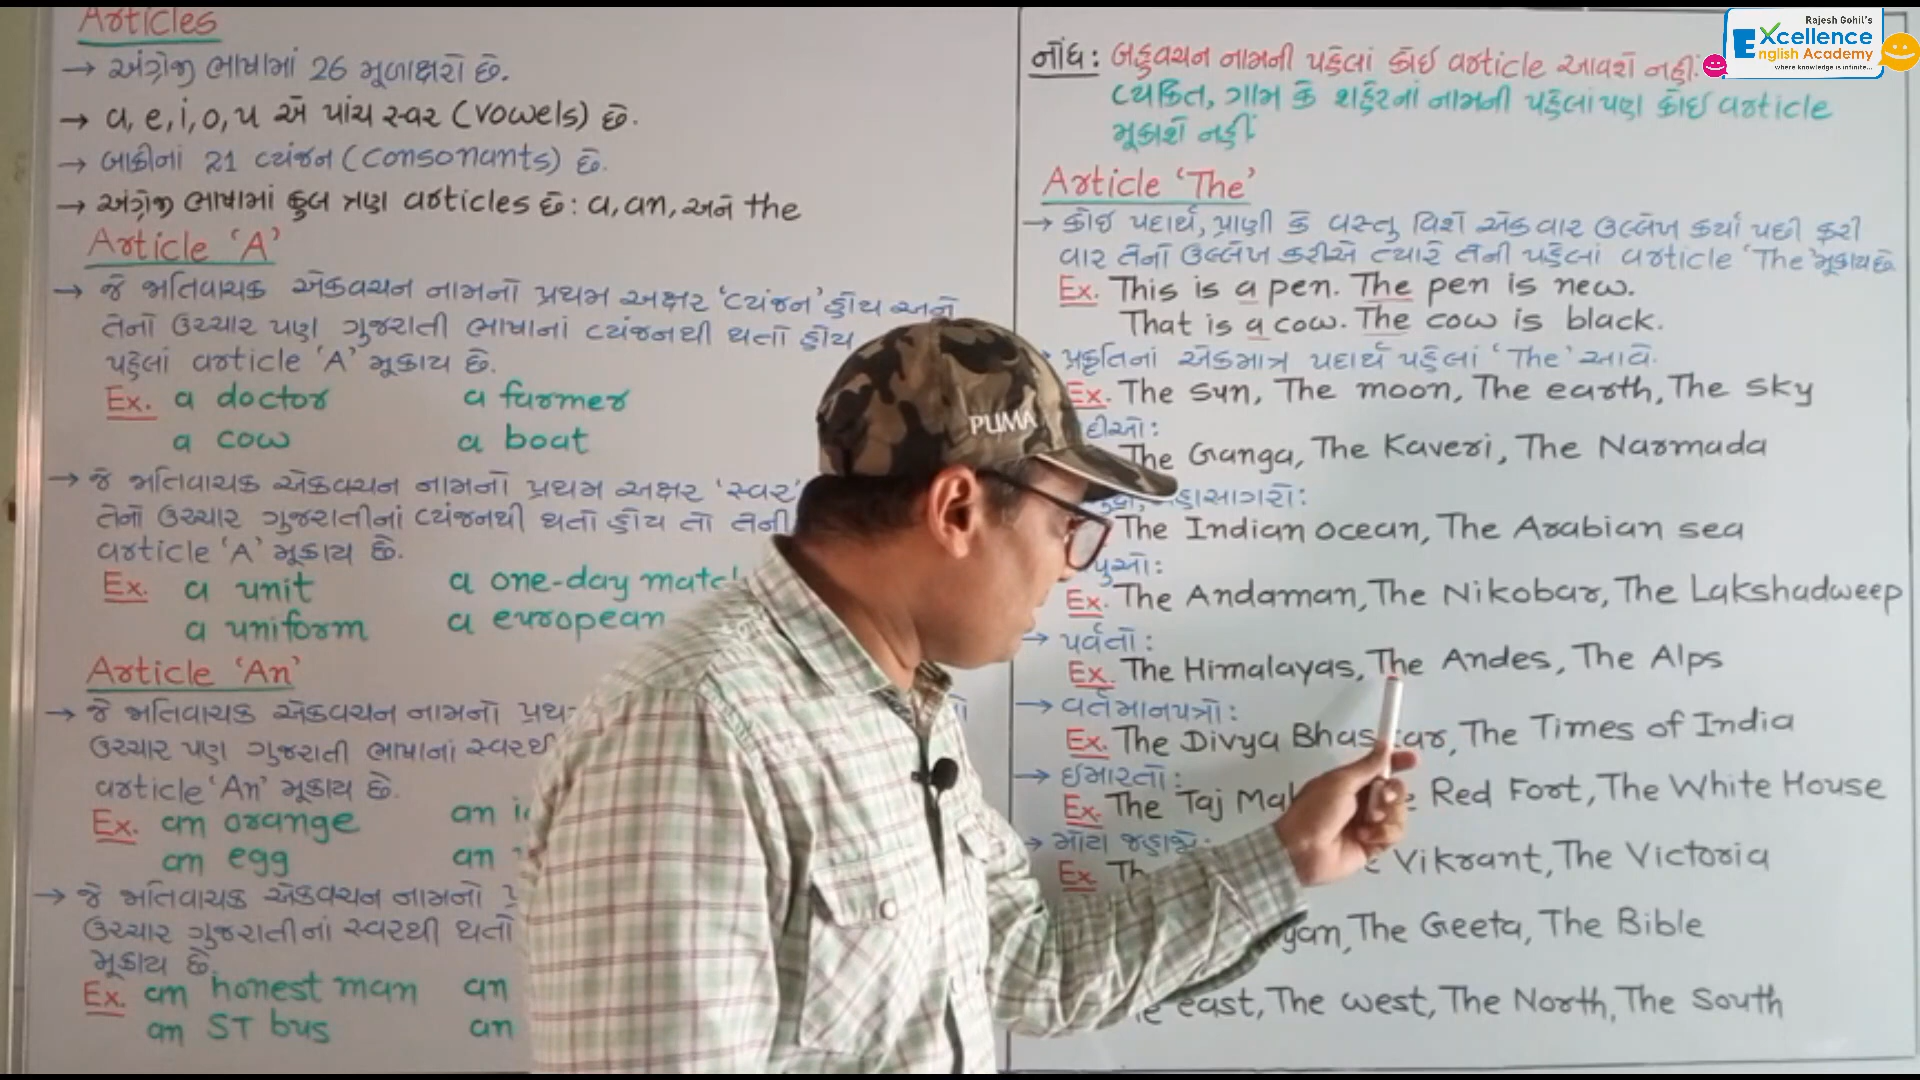 Articles
→ અંગ્રેજી ભાષામાં 26 મૂળાક્ષરો છે.
→ a, e, i, o, u એ પાંચ સ્વર (vowels) છે.
→ બાકીનાં 21 વ્યંજન (consonants) છે.
→ અંગ્રેજી ભાષામાં કુલ ત્રણ articles છે : a, an, અને the
Article ‘A’
→ જે જાતિવાચક એકવચન નામનો પ્રથમ અક્ષર ‘વ્યંજન’ હોય અને
તેનો ઉચ્ચાર પણ ગુજરાતી ભાષાનાં વ્યંજનથી થતો હોય
પહેલાં article ‘A’ મૂકાય છે.
Ex. a doctor a farmer
a cow a boat
→ જે જાતિવાચક એકવચન નામનો પ્રથમ અક્ષર ‘સ્વર’
તેનો ઉચ્ચાર ગુજરાતીનાં વ્યંજનથી થતો હોય તો તેની
article ‘A’ મૂકાય છે.
Ex. a unit a one-day
a uniform a european
Article ‘An’
→ જે જાતિવાચક એકવચન નામનો
ઉચ્ચાર પણ ગુજરાતી ભાષાનાં
article ‘An’ મૂકાય છે.
Ex. an orange an
an egg an
→ જે જાતિવાચક એકવચન નામનો
ઉચ્ચાર ગુજરાતીનાં સ્વરથી થતો
મૂકાય છે.
Ex. an honest man an
an ST bus an
નોંધ : બહુવચન નામની પહેલાં કોઈ article આવશે નહીં.
વ્યકિત, ગામ કે શહેરનાં નામની પહેલાં પણ કોઈ article
મૂકાશે નહીં
Article ‘The’
→ કોઈ પદાર્થ, પ્રાણી કે વસ્તુ વિશે એકવાર ઉલ્લેખ કર્યા પછી ફરી
વાર તેનો ઉલ્લેખ કરીએ ત્યારે તેની પહેલાં article ‘The’ મૂકાય છે
Ex. This is a pen. The pen is new.
That is a cow. The cow is black.
પ્રકૃતિનાં એકમાત્ર પદાર્થ પહેલાં ‘The’ આવે.
Ex. The sun, The moon, The earth, The sky
The Ganga, The Kaveri, The Narmada
The Indian ocean, The Arabian sea
Ex. The Andaman, The Nikobar, The Lakshadweep
→ પર્વતો :
Ex. The Himalayas, The Andes, The Alps
→ વર્તમાનપત્રો :
Ex. The Divya The Times of India
→ ઈમારતો :
Ex. The Taj Red Fort, The White House
→ મોટા જહાજો :
Ex. Vikrant, The Victoria
The Geeta, The Bible
east, The west, The North, The South
Rajesh Gohil's
Excellence
English Academy
where knowledge is infinite...
PUMA